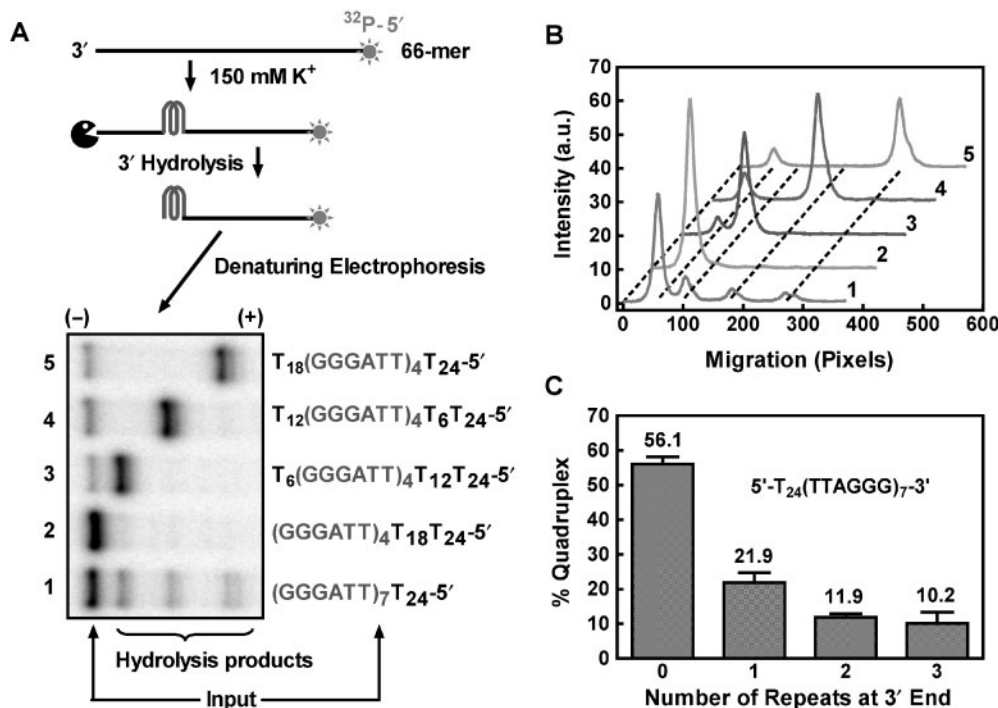 A
³²P-5′
3′ 66-mer
150 mM K⁺
3′ Hydrolysis
Denaturing Electrophoresis
(–) (+)
5 T₁₈(GGGATT)₄T₂₄-5′
4 T₁₂(GGGATT)₄T₆T₂₄-5′
3 T₆(GGGATT)₄T₁₂T₂₄-5′
2 (GGGATT)₄T₁₈T₂₄-5′
1 (GGGATT)₇T₂₄-5′
Hydrolysis products
Input
B
70
60
50
40
30
20
10
0
Intensity (a.u.)
5
4
3
2
1
0 100 200 300 400 500 600
Migration (Pixels)
C
70
60
50
40
30
20
10
0
% Quadruplex
56.1
5'-T₂₄(TTAGGG)₇-3'
21.9
11.9
10.2
0 1 2 3
Number of Repeats at 3′ End